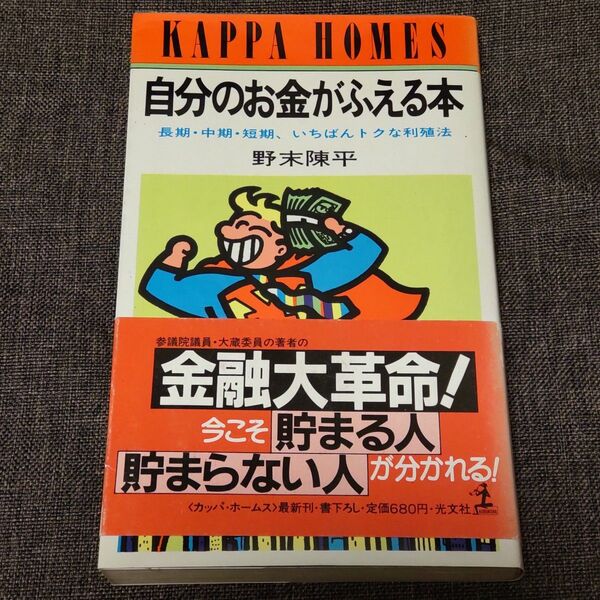 KAPPA HOMES
自分のお金がふえる本
長期・中期・短期、いちばんトクな利殖法
野末陳平
参議院議員・大蔵委員の著者の
金融大革命!
今こそ貯まる人
貯まらない人が分かれる!
〈カッパ・ホームス〉最新刊・書下ろし・定価680円・光文社